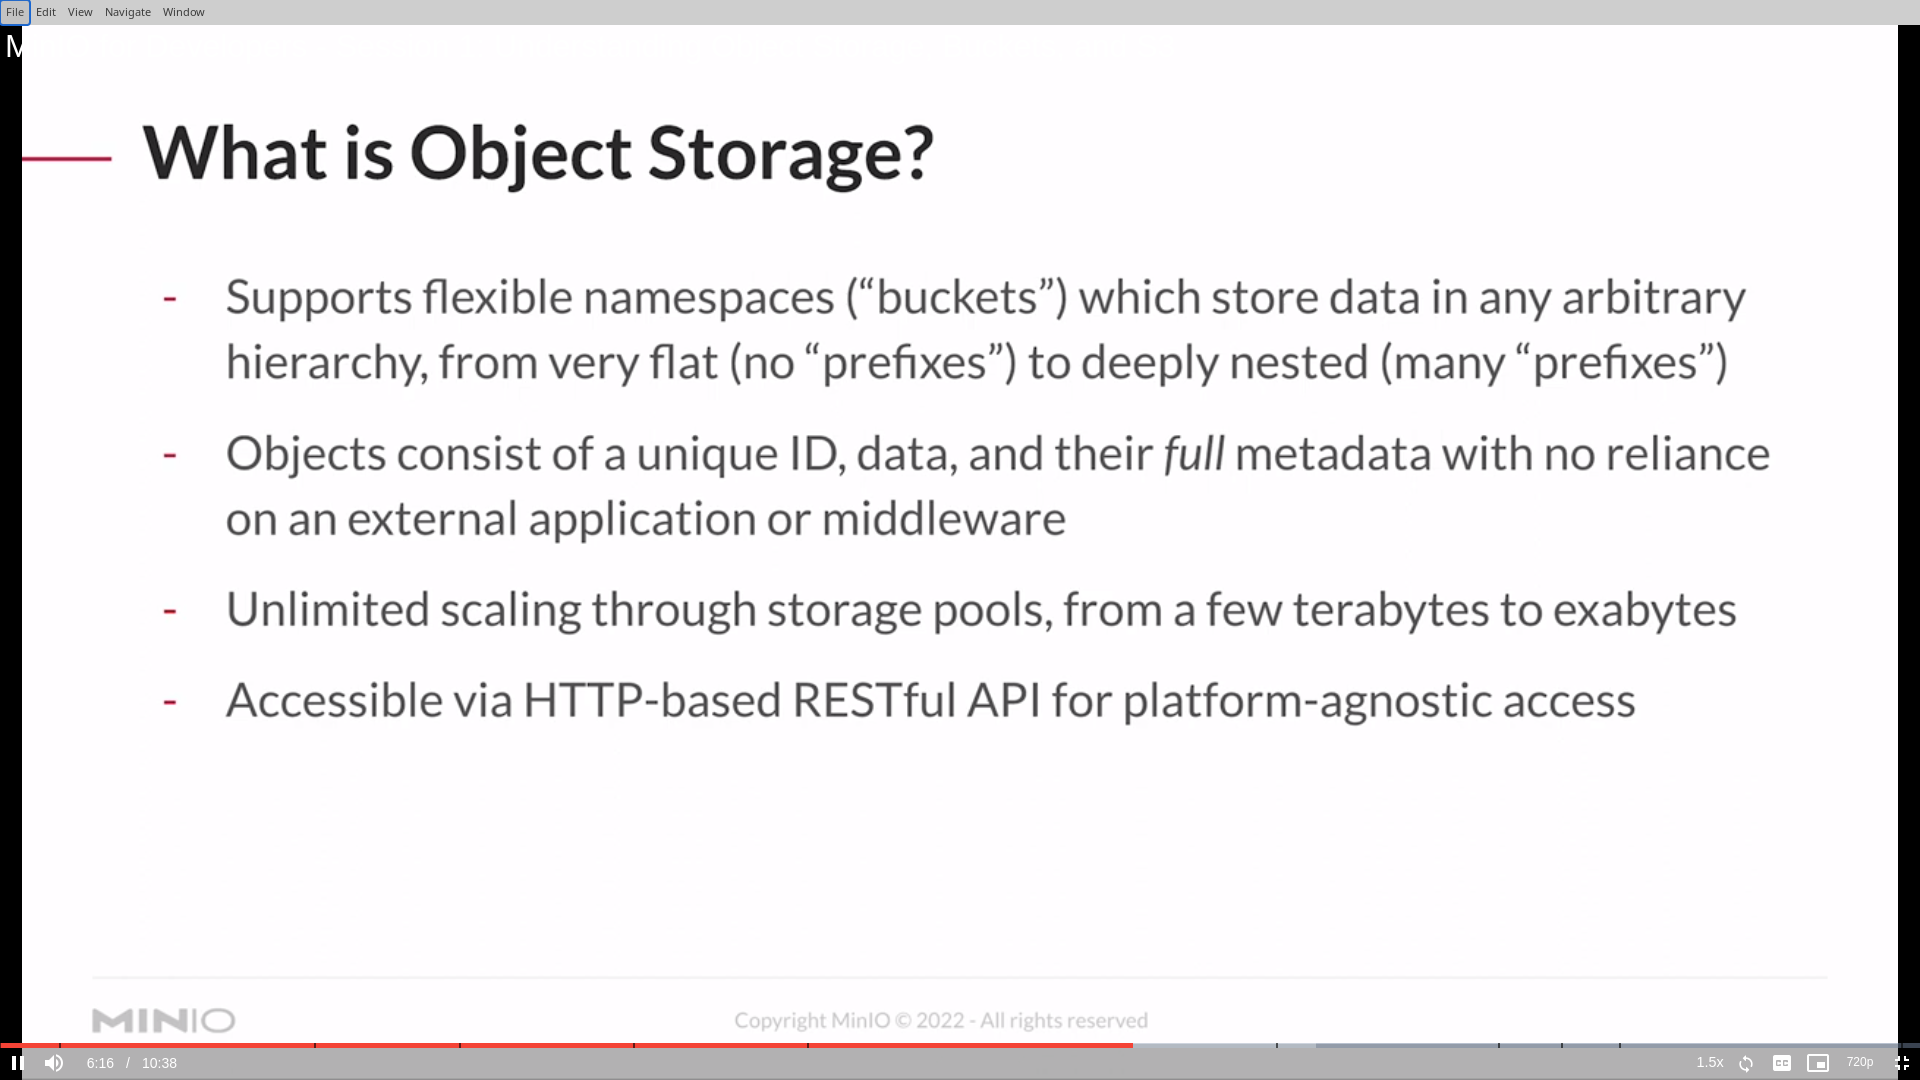 File Edit View Navigate Window
M
What is Object Storage?
- Supports flexible namespaces (“buckets”) which store data in any arbitrary
hierarchy, from very flat (no “prefixes”) to deeply nested (many “prefixes”)
- Objects consist of a unique ID, data, and their full metadata with no reliance
on an external application or middleware
- Unlimited scaling through storage pools, from a few terabytes to exabytes
- Accessible via HTTP-based RESTful API for platform-agnostic access
MINIO
Copyright MinIO © 2022 - All rights reserved
6:16 / 10:38
1.5x CC 720p